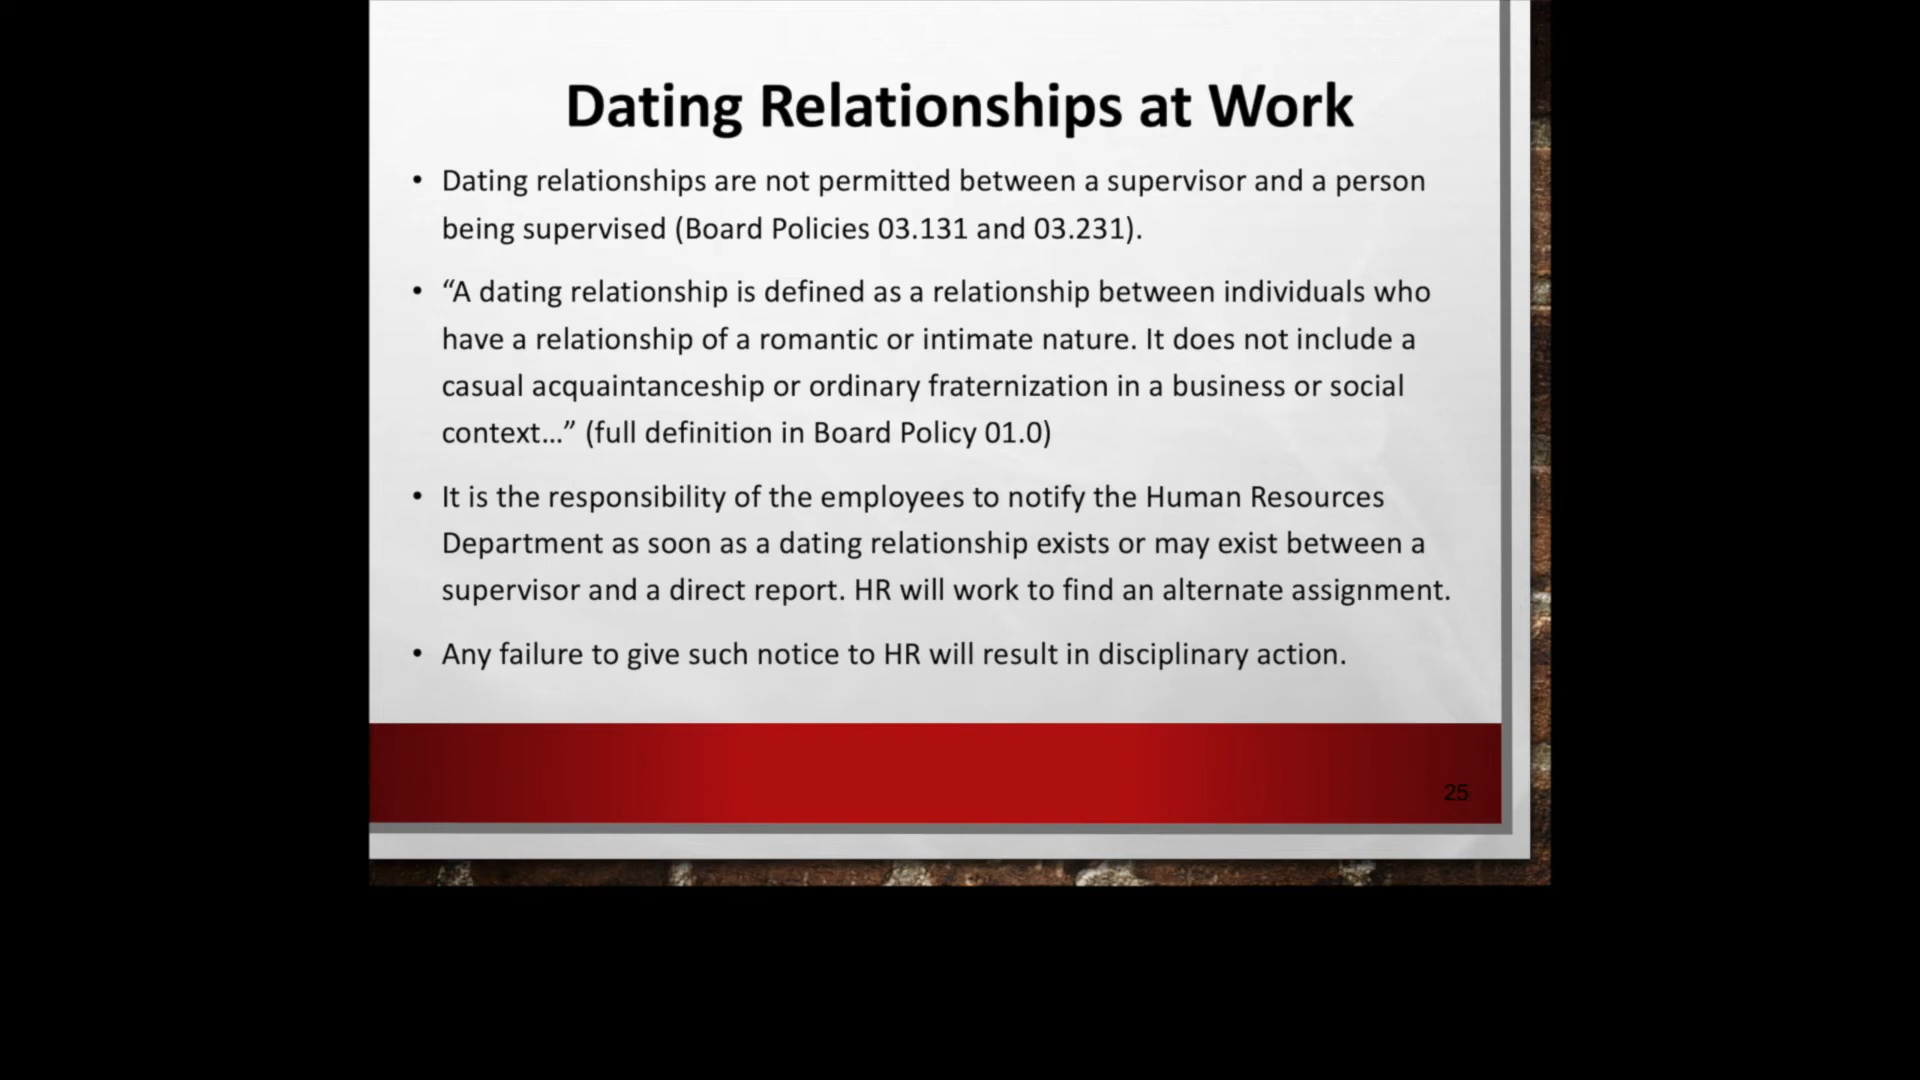 Dating Relationships at Work
• Dating relationships are not permitted between a supervisor and a person
being supervised (Board Policies 03.131 and 03.231).
• “A dating relationship is defined as a relationship between individuals who
have a relationship of a romantic or intimate nature. It does not include a
casual acquaintanceship or ordinary fraternization in a business or social
context…” (full definition in Board Policy 01.0)
• It is the responsibility of the employees to notify the Human Resources
Department as soon as a dating relationship exists or may exist between a
supervisor and a direct report. HR will work to find an alternate assignment.
• Any failure to give such notice to HR will result in disciplinary action.
25